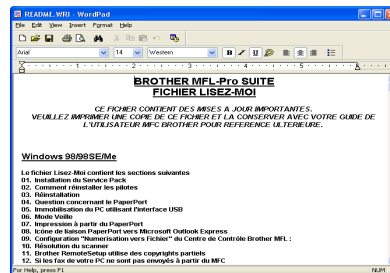 README.WRI - WordPad
File Edit View Insert Format Help
Arial 14 Western
B I U
1 2 3 4 5 6
BROTHER MFL-Pro SUITE
FICHIER LISEZ-MOI
CE FICHIER CONTIENT DES MISES A JOUR IMPORTANTES.
VEUILLEZ IMPRIMER UNE COPIE DE CE FICHIER ET LA CONSERVER AVEC VOTRE GUIDE DE
L'UTILISATEUR MFC BROTHER POUR REFERENCE ULTERIEURE.
Windows 98/98SE/Me
Le fichier Lisez-Moi contient les sections suivantes
01. Installation du Service Pack
02. Comment réinstaller les pilotes
03. Réinstallation
04. Question concernant le PaperPort
05. Immobilisation du PC utilisant l'interface USB
06. Mode Veille
07. Impression à partir du PaperPort
08. Icône de liaison PaperPort vers Microsoft Outlook Express
09. Configuration "Numerisation vers Fichier" du Centre de Contrôle Brother MFL :
10. Résolution du scanner
11. Brother RemoteSetup utilise des copyrights partiels
12. Si les fax de votre PC ne sont pas envoyés à partir du MFC
For Help, press F1
NUM